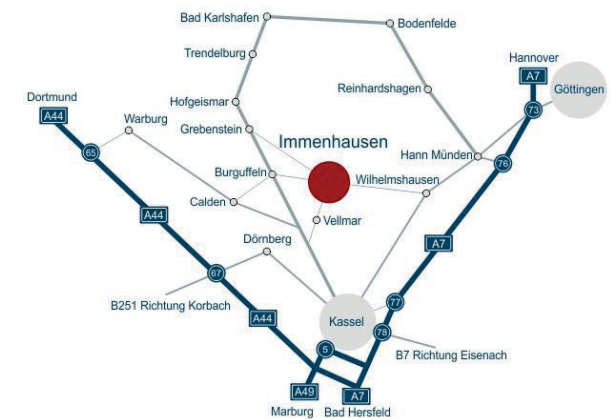 Bad Karlshafen
Bodenfelde
Trendelburg
Hannover
A7
Göttingen
Reinhardshagen
Dortmund
A44
Hofgeismar
73
Warburg
Grebenstein
Immenhausen
65
Hann Münden
76
Burguffeln
Wilhelmshausen
Calden
A44
Vellmar
Dörnberg
A7
67
B251 Richtung Korbach
77
A44
Kassel
78
5
B7 Richtung Eisenach
A49
A7
Marburg
Bad Hersfeld